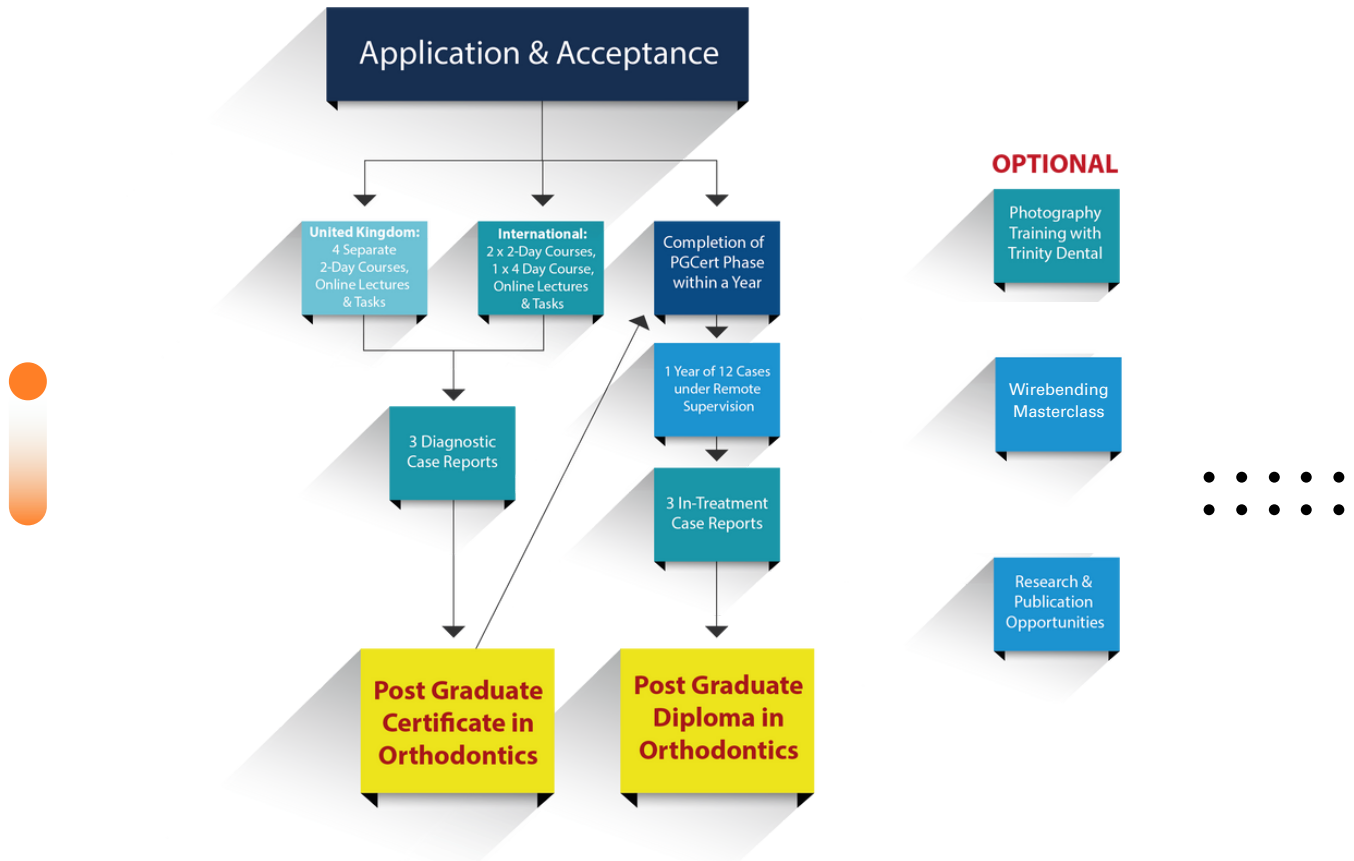 Application & Acceptance
United Kingdom:
4 Separate
2-Day Courses,
Online Lectures
& Tasks
International:
2 x 2-Day Courses,
1 x 4 Day Course,
Online Lectures
& Tasks
Completion of
PGCert Phase
within a Year
1 Year of 12 Cases
under Remote
Supervision
3 Diagnostic
Case Reports
3 In-Treatment
Case Reports
Post Graduate
Certificate in
Orthodontics
Post Graduate
Diploma in
Orthodontics
OPTIONAL
Photography
Training with
Trinity Dental
Wirebending
Masterclass
Research &
Publication
Opportunities